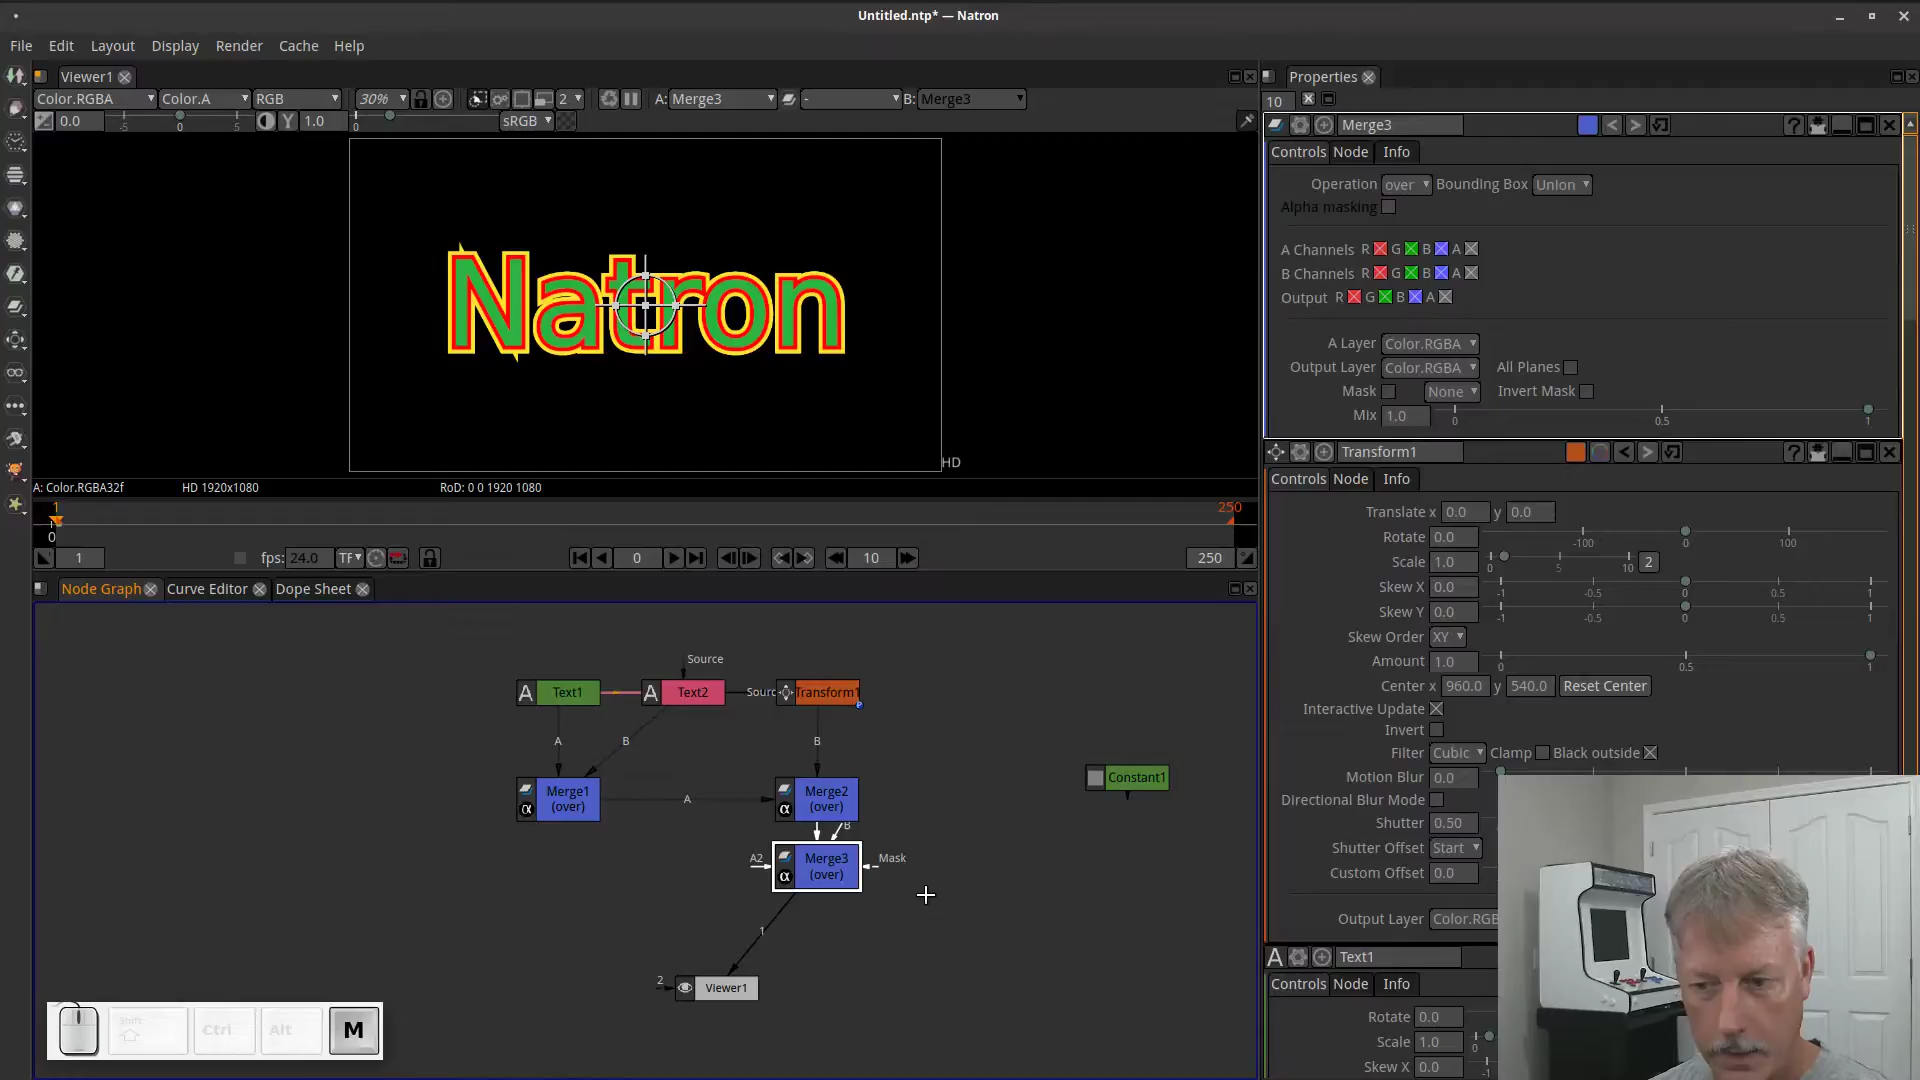 Untitled.ntp* — Natron
File Edit Layout Display Render Cache Help
Viewer1
Color.RGBA Color.A RGB 30% 2 A: Merge3 - B: Merge3
0.0 -5 0 5 Y 1.0 0 sRGB
Natron
HD
A: Color.RGBA32f HD 1920x1080 RoD: 0 0 1920 1080
1 250
0
1 fps: 24.0 TF 0 10 250
Node Graph Curve Editor Dope Sheet
Source
A Text1 A Text2 Sourc Transform1
A B B
Merge1
(over)
α
A
Merge2
(over)
α
B
Constant1
A2 Merge3 Mask
(over)
α
1
2 Viewer1
Shift Ctrl Alt M
Properties
10
Merge3 ?
Controls Node Info
Operation over Bounding Box Union
Alpha masking
A Channels R G B A
B Channels R G B A
Output R G B A
A Layer Color.RGBA
Output Layer Color.RGBA All Planes
Mask None Invert Mask
Mix 1.0 0 0.5 1
Transform1 ?
Controls Node Info
Translate x 0.0 y 0.0
Rotate 0.0 -100 0 100
Scale 1.0 0 5 10 2
Skew X 0.0 -1 -0.5 0 0.5 1
Skew Y 0.0 -1 -0.5 0 0.5 1
Skew Order XY
Amount 1.0 0 0.5 1
Center x 960.0 y 540.0 Reset Center
Interactive Update
Invert
Filter Cubic Clamp Black outside
Motion Blur 0.0
Directional Blur Mode
Shutter 0.50
Shutter Offset Start
Custom Offset 0.0
Output Layer Color.RGB
A Text1
Controls Node Info
Rotate 0.0
Scale 1.0 0
Skew X 0.0 -1